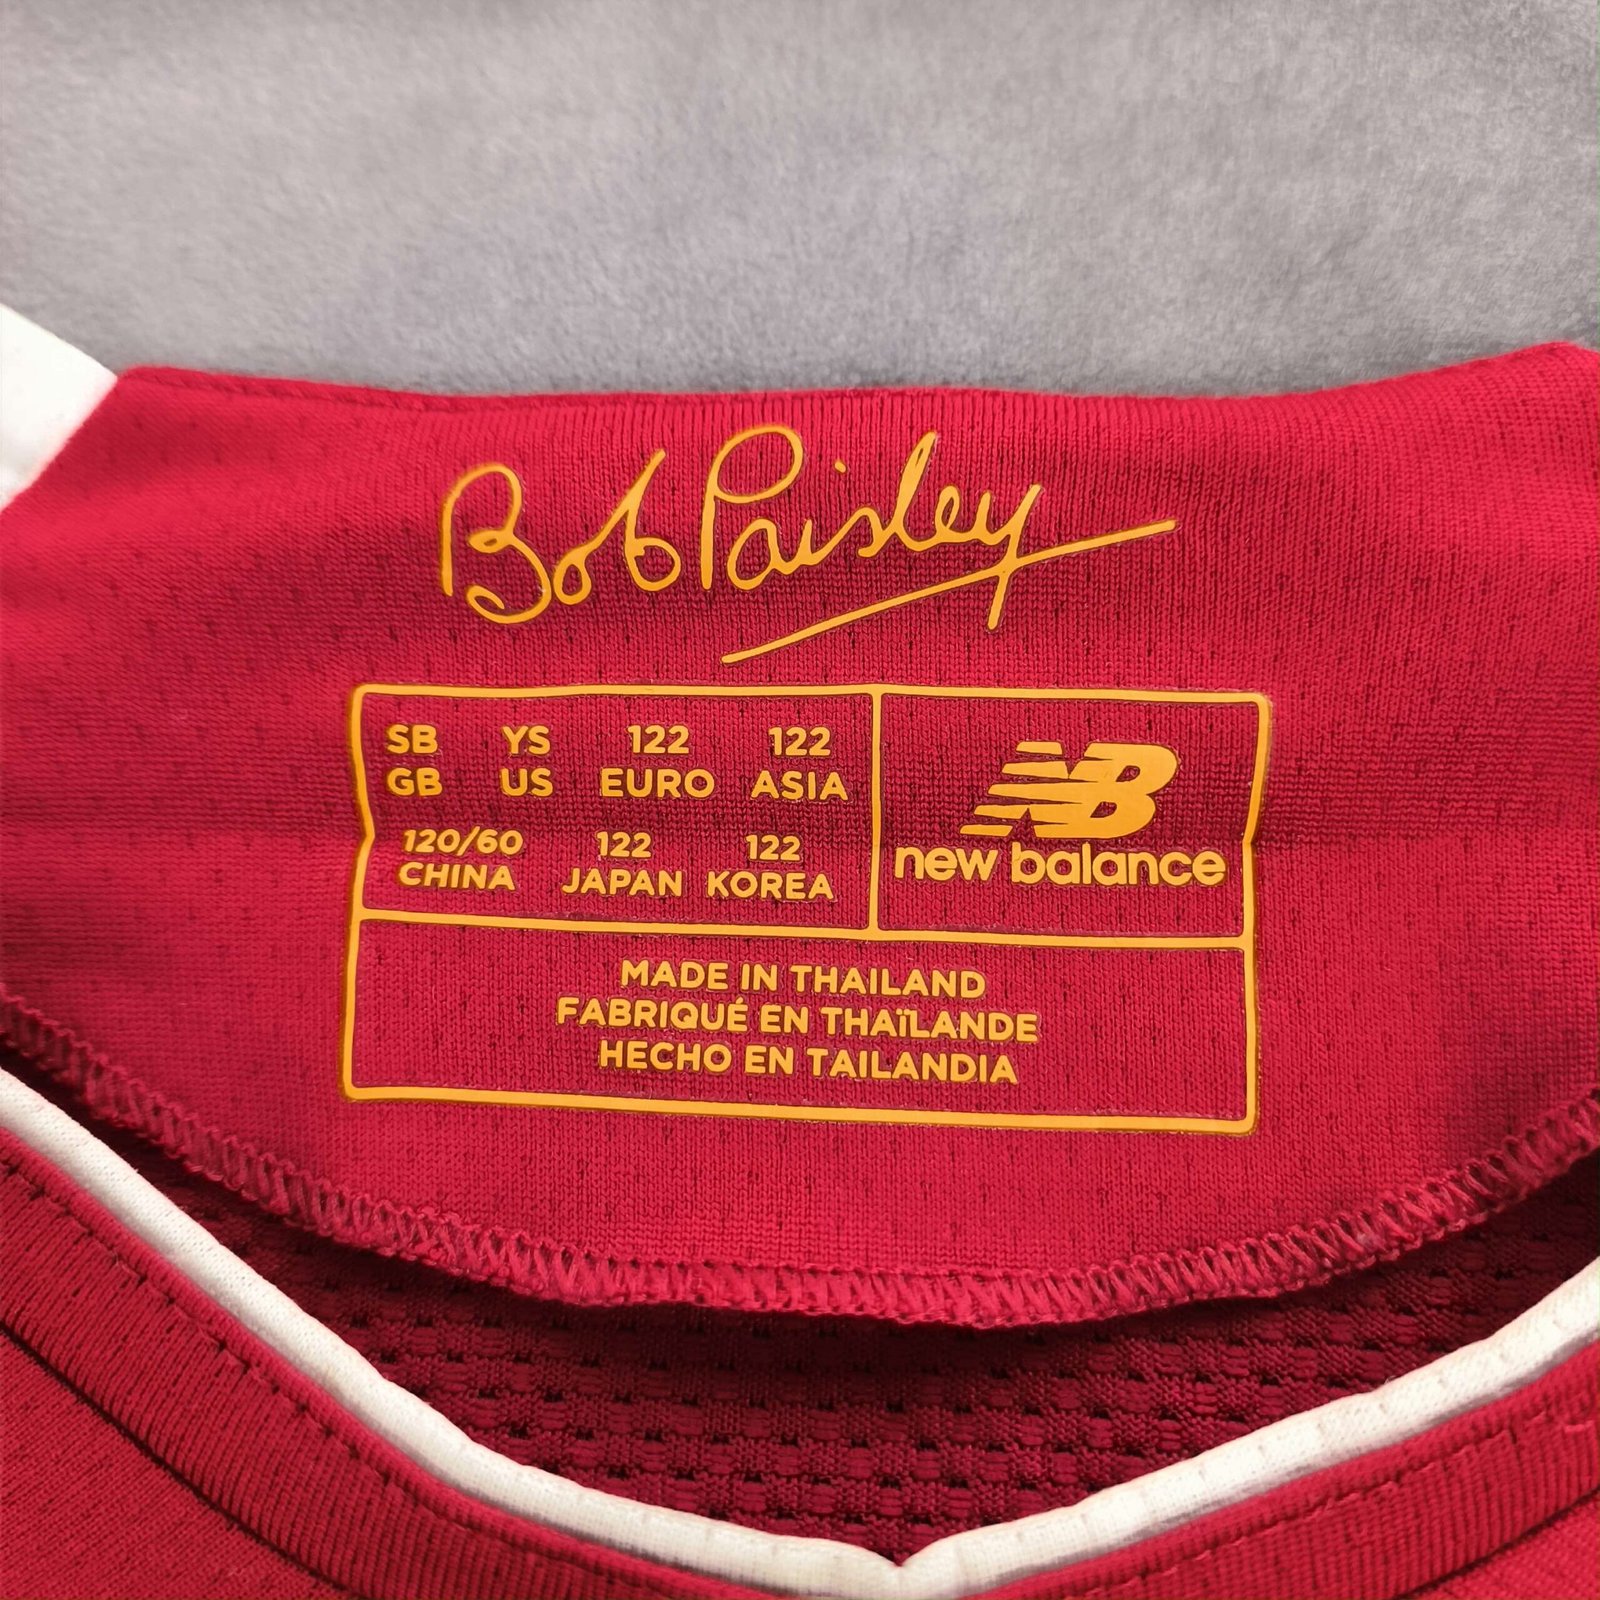 Bob Paisley
SB YS 122 122
GB US EURO ASIA
120/60 122 122
CHINA JAPAN KOREA
NB
new balance
MADE IN THAILAND
FABRIQUÉ EN THAïLANDE
HECHO EN TAILANDIA